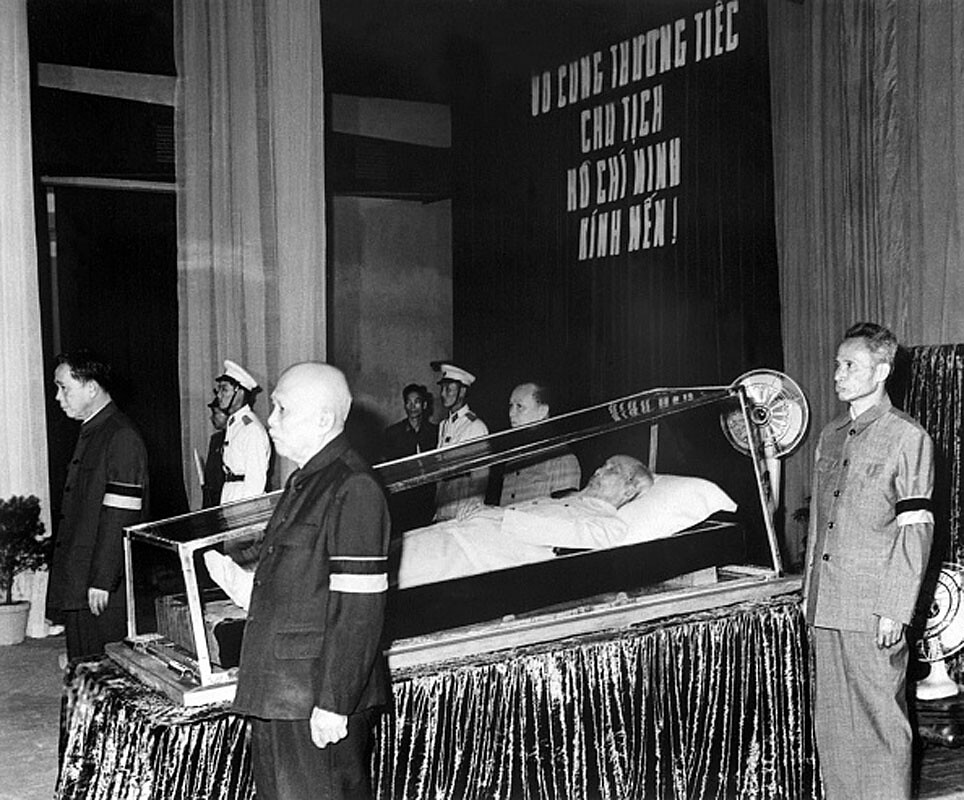 VÔ CÙNG THƯƠNG TIẾC
CHỦ TỊCH
HỒ CHÍ MINH
KÍNH MẾN!